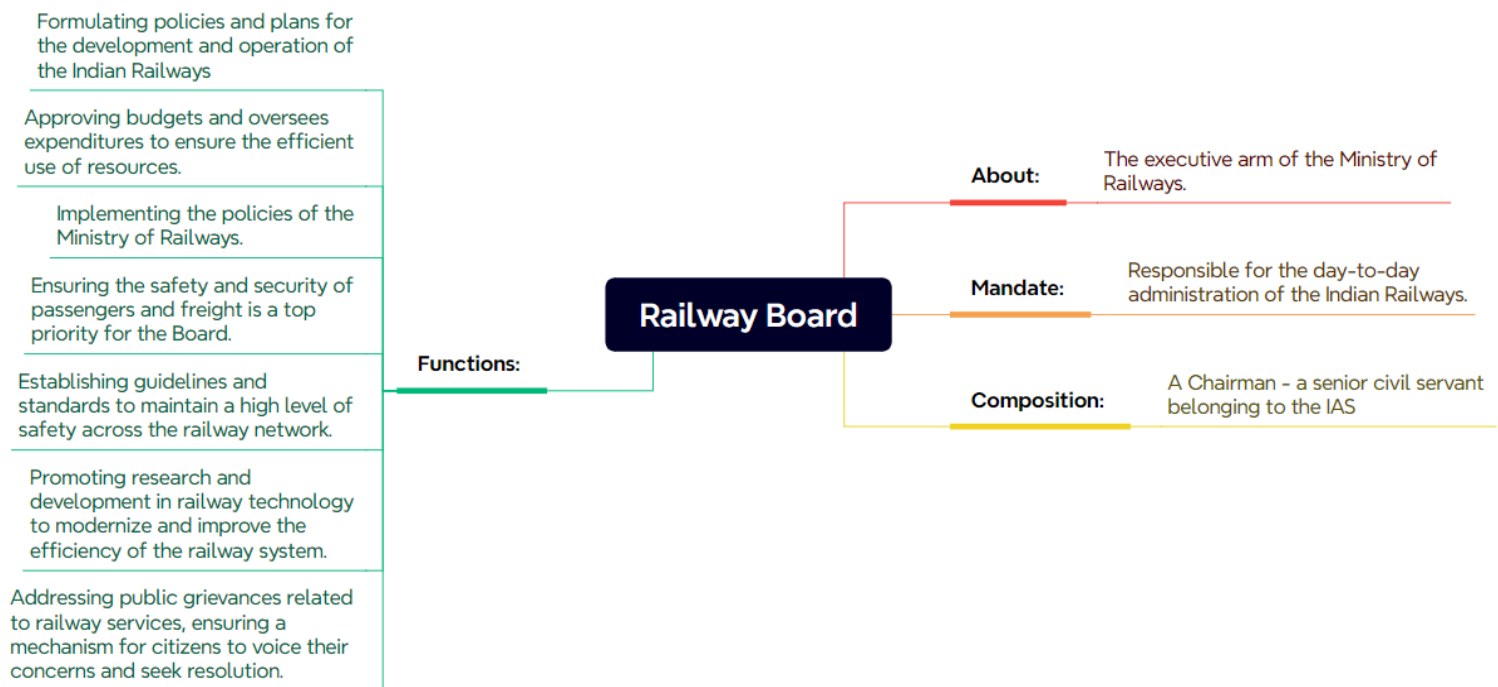 Formulating policies and plans for
the development and operation of
the Indian Railways
Approving budgets and oversees
expenditures to ensure the efficient
use of resources.
Implementing the policies of the
Ministry of Railways.
Ensuring the safety and security of
passengers and freight is a top
priority for the Board.
Establishing guidelines and
standards to maintain a high level of
safety across the railway network.
Promoting research and
development in railway technology
to modernize and improve the
efficiency of the railway system.
Addressing public grievances related
to railway services, ensuring a
mechanism for citizens to voice their
concerns and seek resolution.
Functions:
Railway Board
About:
The executive arm of the Ministry of
Railways.
Mandate:
Responsible for the day-to-day
administration of the Indian Railways.
Composition:
A Chairman - a senior civil servant
belonging to the IAS